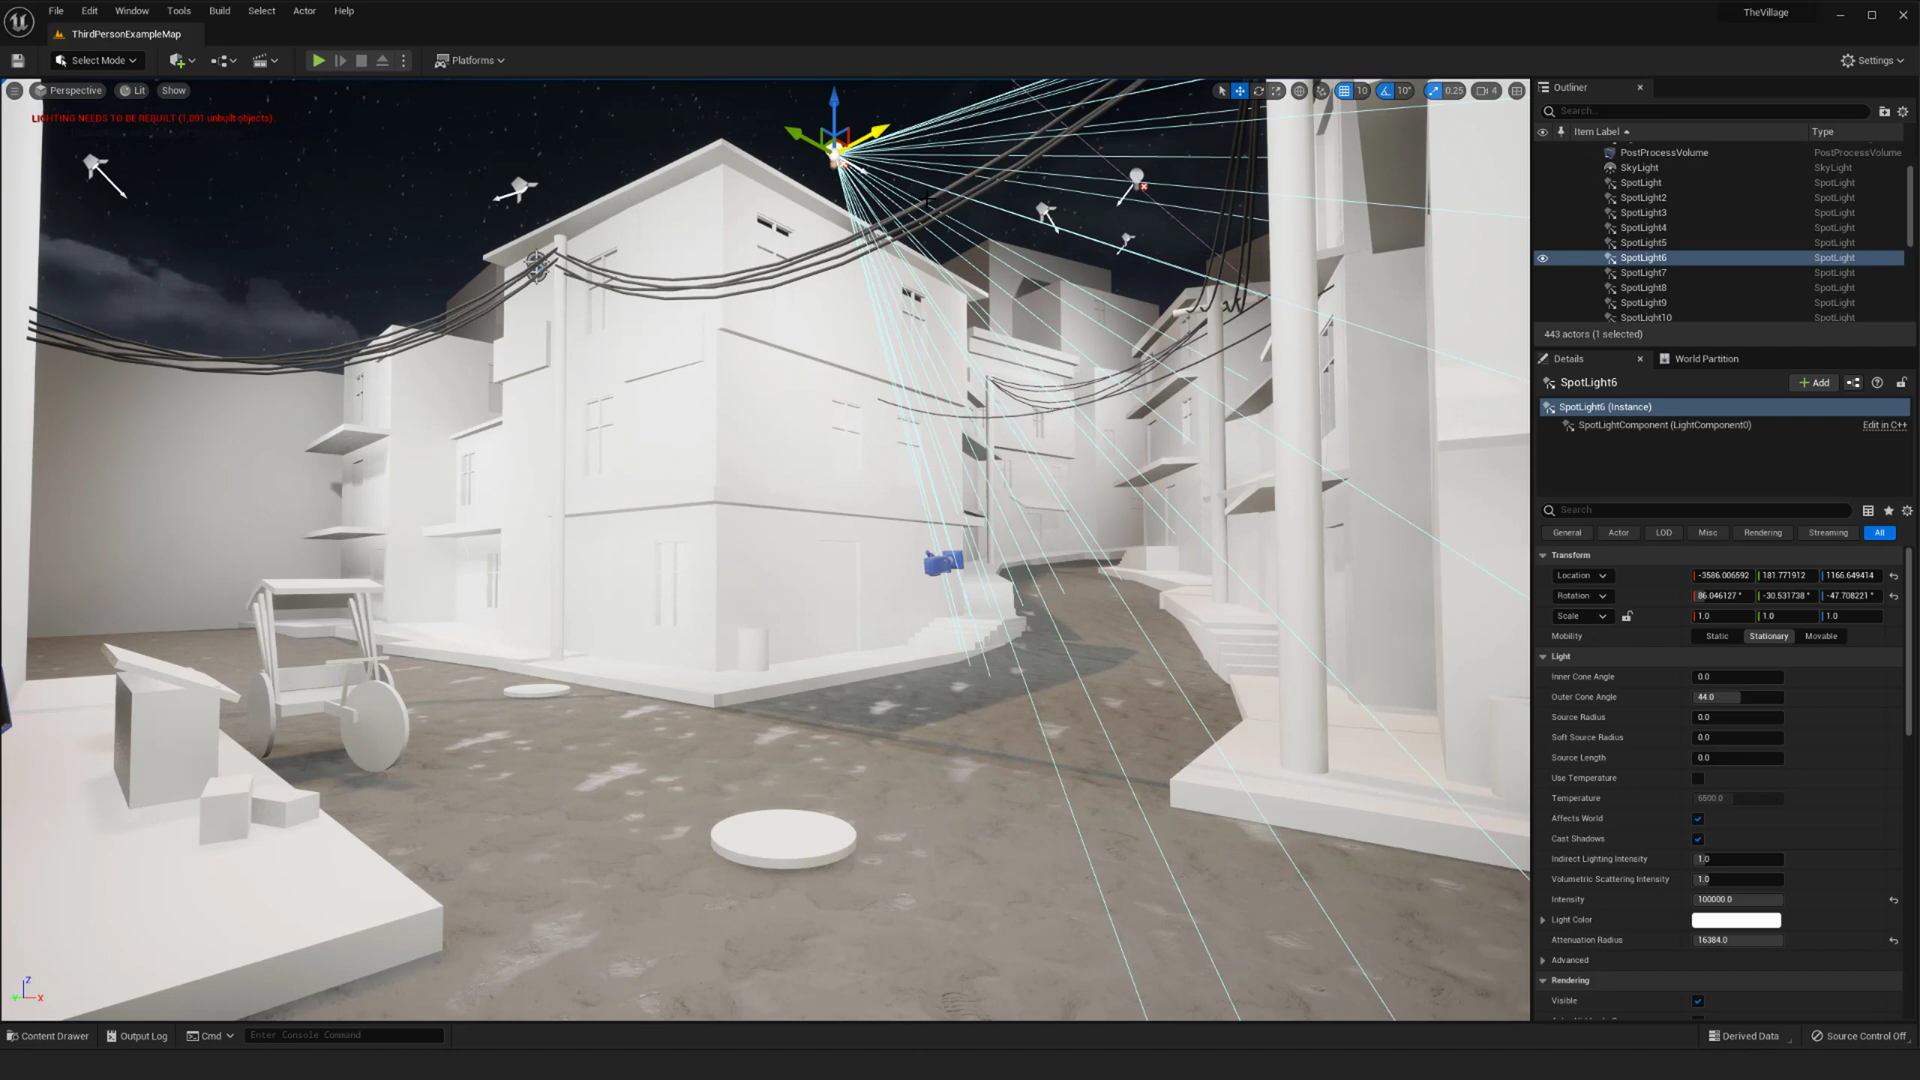 File Edit Window Tools Build Select Actor Help
TheVillage
ThirdPersonExampleMap
Select Mode
Platforms
Settings
Perspective Lit Show
10 10° 0.25 4
LIGHTING NEEDS TO BE REBUILT (1,891 unbuilt objects)
Outliner
Search...
Item Label Type
PostProcessVolume PostProcessVolume
SkyLight SkyLight
SpotLight SpotLight
SpotLight2 SpotLight
SpotLight3 SpotLight
SpotLight4 SpotLight
SpotLight5 SpotLight
SpotLight6 SpotLight
SpotLight7 SpotLight
SpotLight8 SpotLight
SpotLight9 SpotLight
SpotLight10 SpotLight
443 actors (1 selected)
Details World Partition
SpotLight6
Add
SpotLight6 (Instance)
SpotLightComponent (LightComponent0) Edit in C++
Search
General Actor LOD Misc Rendering Streaming All
Transform
Location -3586.006592 181.771912 1166.649414
Rotation 86.046127° -30.531738° -47.708221°
Scale 1.0 1.0 1.0
Mobility Static Stationary Movable
Light
Inner Cone Angle 0.0
Outer Cone Angle 44.0
Source Radius 0.0
Soft Source Radius 0.0
Source Length 0.0
Use Temperature
Temperature 6500.0
Affects World
Cast Shadows
Indirect Lighting Intensity 1.0
Volumetric Scattering Intensity 1.0
Intensity 100000.0
Light Color
Attenuation Radius 16384.0
Advanced
Rendering
Visible
Z
Y X
Content Drawer Output Log Cmd Enter Console Command
Derived Data Source Control Off